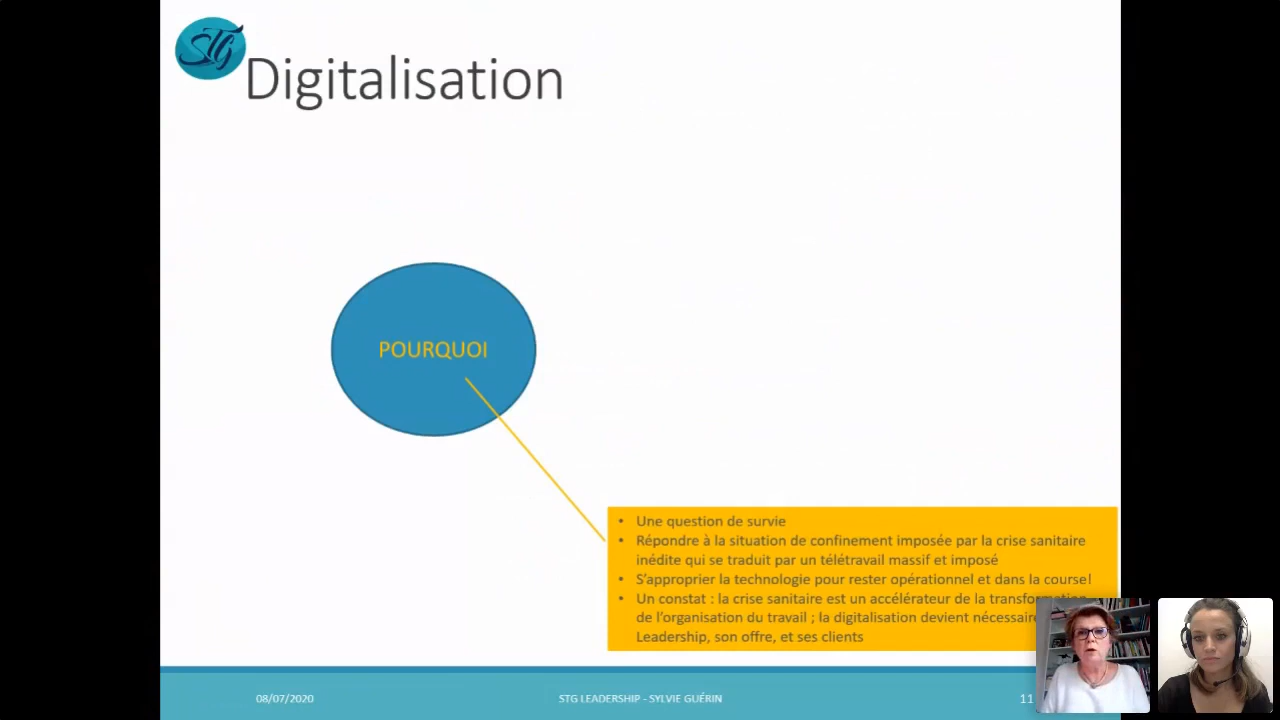 STG
Digitalisation
POURQUOI
• Une question de survie
• Répondre à la situation de confinement imposée par la crise sanitaire
inédite qui se traduit par un télétravail massif et imposé
• S'approprier la technologie pour rester opérationnel et dans la course!
• Un constat : la crise sanitaire est un accélérateur de la
de l'organisation du travail ; la digitalisation devient
Leadership, son offre, et ses clients
08/07/2020
STG LEADERSHIP - SYLVIE GUÉRIN
11